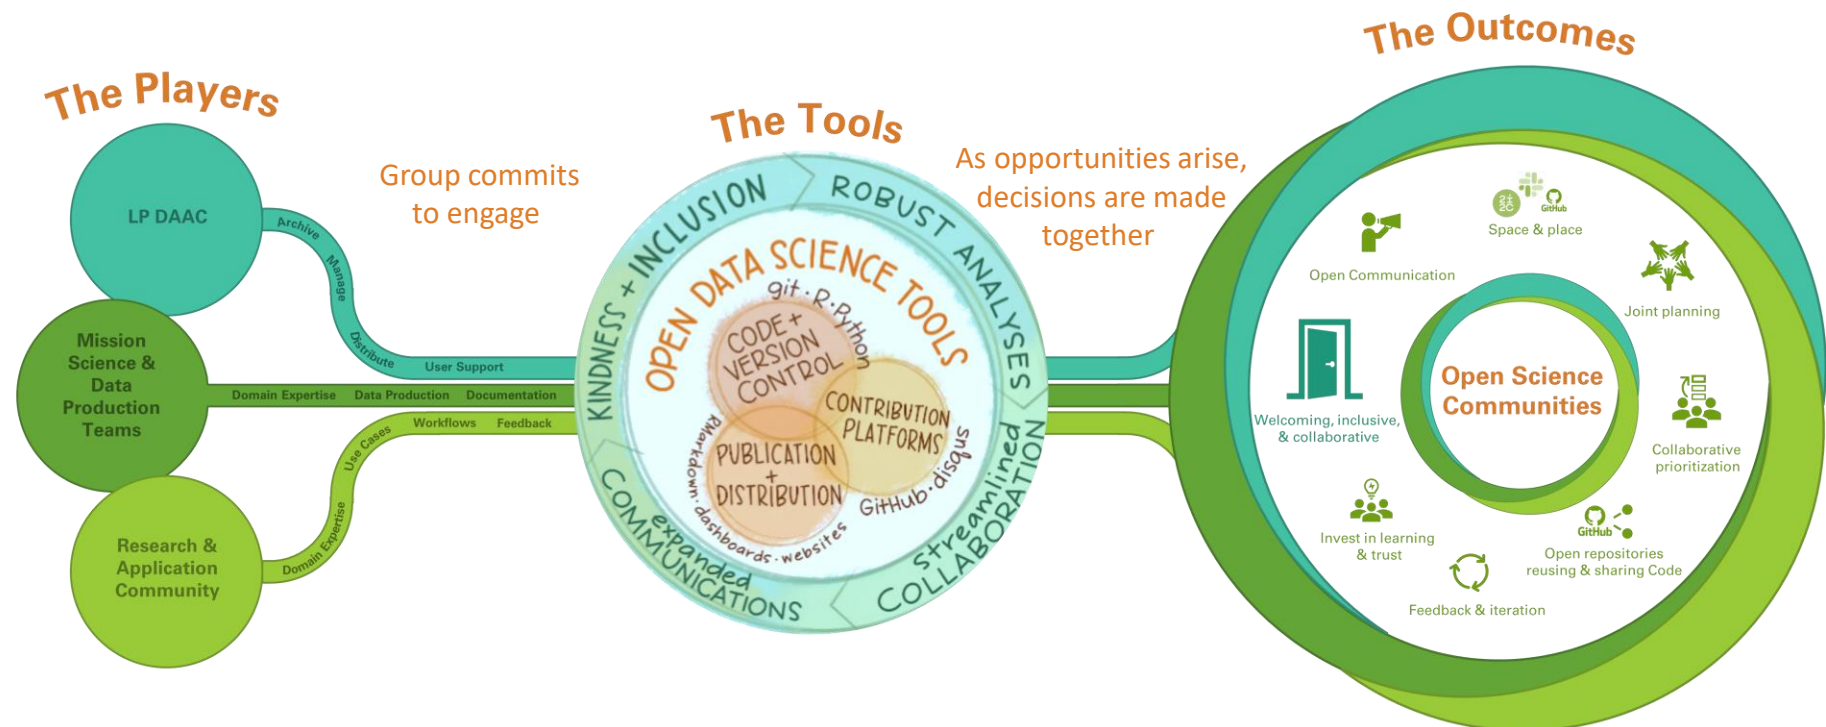 The Players
LP DAAC
Mission
Science &
Data
Production
Teams
Research &
Application
Community
Group commits
to engage
Archive
Manage
Distribute
User Support
Domain Expertise
Data Production
Documentation
Domain Expertise
Use Cases
Workflows
Feedback
The Tools
KINDNESS + INCLUSION
ROBUST ANALYSES
streamlined
COLLABORATION
expanded
COMMUNICATIONS
OPEN DATA SCIENCE TOOLS
git · R · Python
CODE +
VERSION
CONTROL
CONTRIBUTION
PLATFORMS
GitHub · disqus
PUBLICATION
+
DISTRIBUTION
RMarkdown · dashboards · websites
As opportunities arise,
decisions are made
together
The Outcomes
GitHub
Space & place
Open Communication
Joint planning
Welcoming, inclusive,
& collaborative
Open Science
Communities
Collaborative
prioritization
Invest in learning
& trust
GitHub
Open repositories
reusing & sharing Code
Feedback & iteration